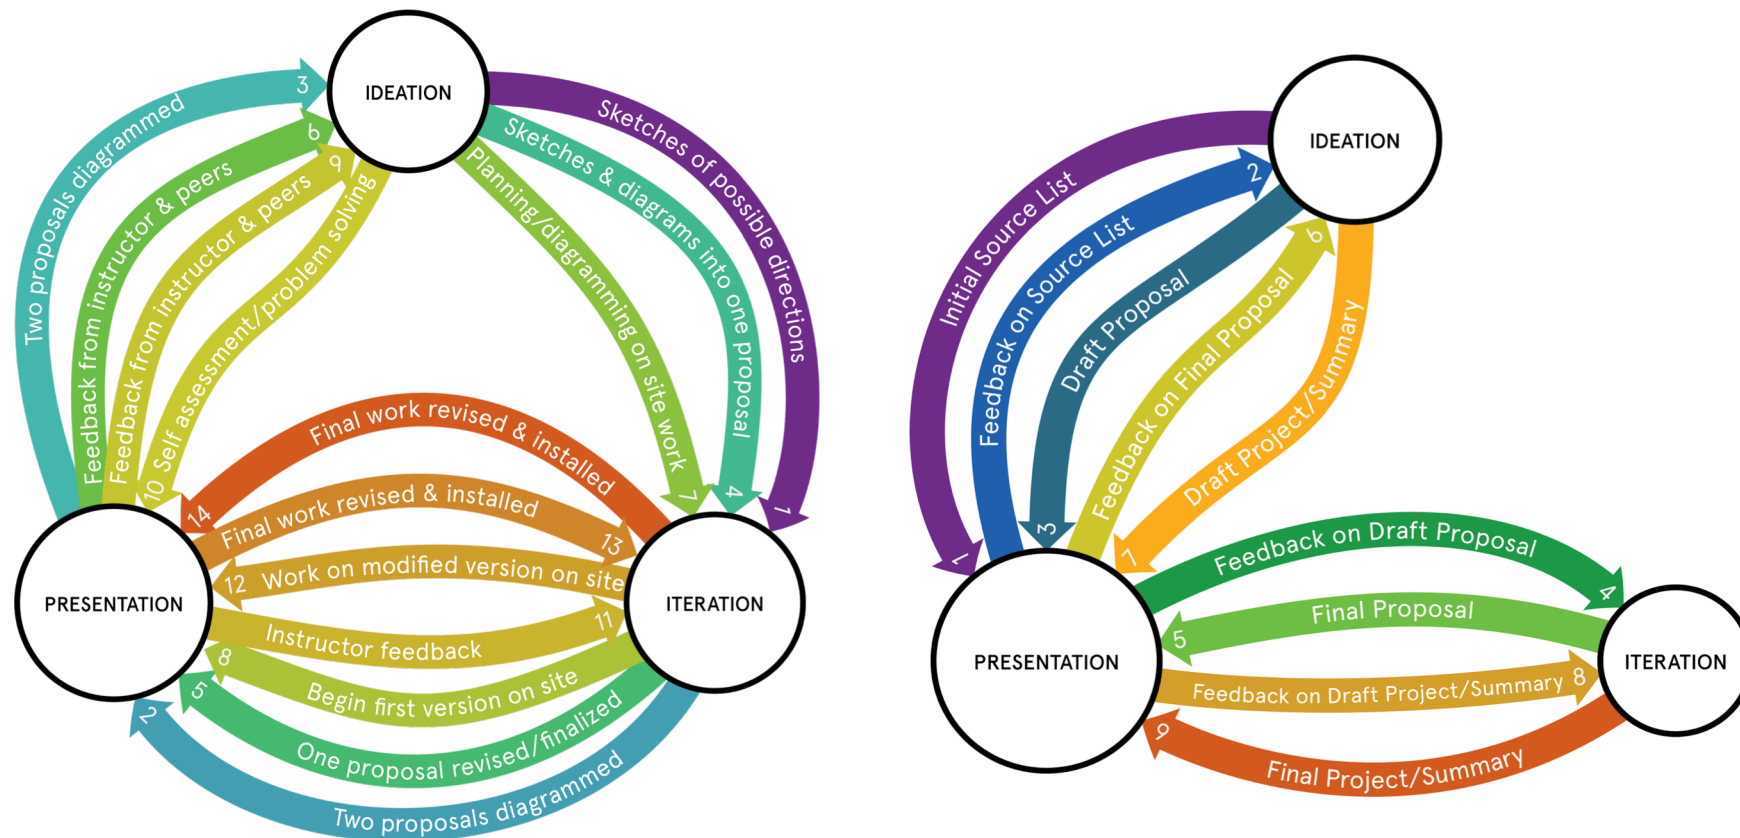 IDEATION
3
Two proposals diagrammed
6
Feedback from instructor & peers
9
Feedback from instructor & peers
10 Self assessment/problem solving
Planning/diagramming on site work 7
Sketches & diagrams into one proposal 4
Sketches of possible directions 1
14
Final work revised & installed
Final work revised & installed
13
12 Work on modified version on site
Instructor feedback
11
8
Begin first version on site
5
One proposal revised/finalized
2
Two proposals diagrammed
PRESENTATION
ITERATION
IDEATION
Initial Source List
1
Feedback on Source List
2
Draft Proposal
3
Feedback on Final Proposal
6
Draft Project/Summary
7
Feedback on Draft Proposal
4
Final Proposal
5
Feedback on Draft Project/Summary 8
9
Final Project/Summary
PRESENTATION
ITERATION